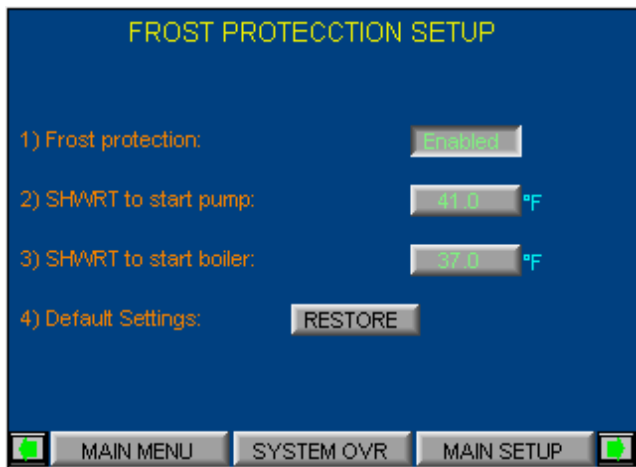 FROST PROTECCTION SETUP
1) Frost protection: Enabled
2) SHWRT to start pump: 41.0 °F
3) SHWRT to start boiler: 37.0 °F
4) Default Settings: RESTORE
MAIN MENU SYSTEM OVR MAIN SETUP